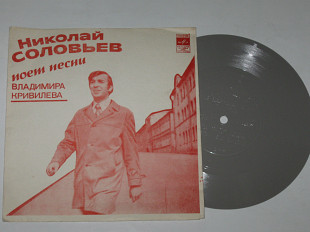 Николай
СОЛОВЬЕВ
поет песни
ВЛАДИМИРА
КРИВИЛЕВА